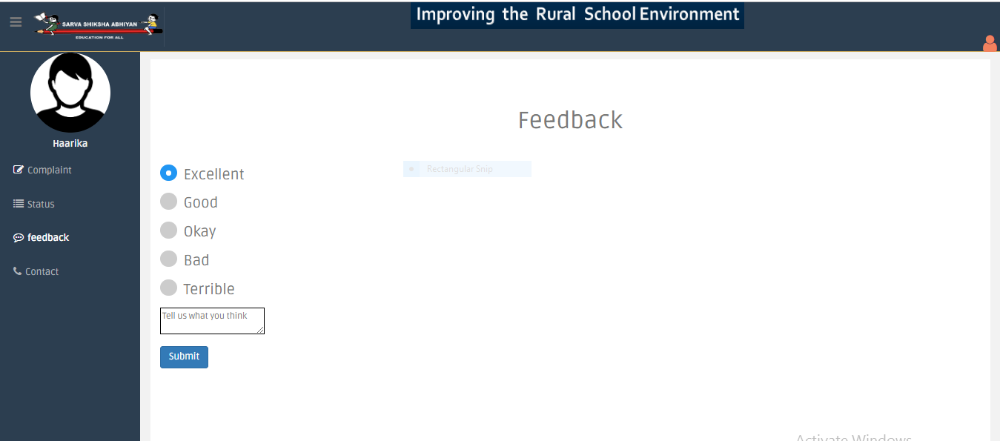 Improving the Rural School Environment
SARVA SHIKSHA ABHIYAN
EDUCATION FOR ALL
Haarika
Complaint
Status
feedback
Contact
Feedback
Excellent
Rectangular Snip
Good
Okay
Bad
Terrible
Tell us what you think
Submit
Activate Windows